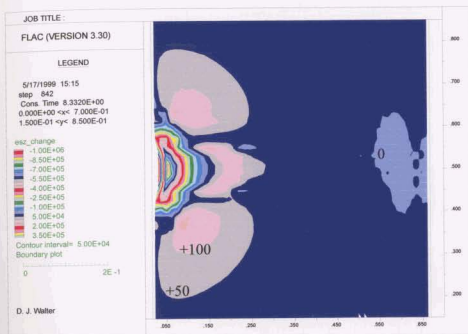 JOB TITLE :
FLAC (VERSION 3.30)
LEGEND
5/17/1999 15:15
step 842
Cons. Time 8.3320E+00
0.000E+00 <x< 7.000E-01
1.500E-01 <y< 8.500E-01
esz_change
-1.00E+06
-8.50E+05
-7.00E+05
-5.50E+05
-4.00E+05
-2.50E+05
-1.00E+05
5.00E+04
2.00E+05
3.50E+05
Contour interval= 5.00E+04
Boundary plot
0 2E -1
D. J. Walter
+100
+50
0
.800
.700
.600
.500
.400
.300
.200
.050 .150 .250 .350 .450 .550 .650